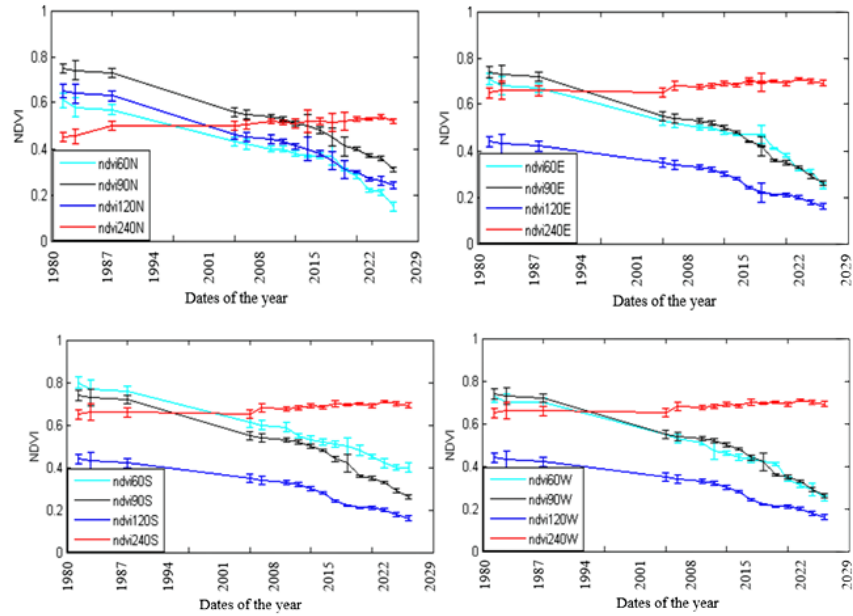 1
0.8
0.6
0.4
0.2
0
NDVI
ndvi60N
ndvi90N
ndvi120N
ndvi240N
1980
1987
1994
2001
2008
2015
2022
2029
Dates of the year
1
0.8
0.6
0.4
0.2
0
NDVI
ndvi60E
ndvi90E
ndvi120E
ndvi240E
1980
1987
1994
2001
2008
2015
2022
2029
Dates of the year
1
0.8
0.6
0.4
0.2
0
NDVI
ndvi60S
ndvi90S
ndvi120S
ndvi240S
1980
1987
1994
2001
2008
2015
2022
2029
Dates of the year
1
0.8
0.6
0.4
0.2
0
NDVI
ndvi60W
ndvi90W
ndvi120W
ndvi240W
1980
1987
1994
2001
2008
2015
2022
2029
Dates of the year